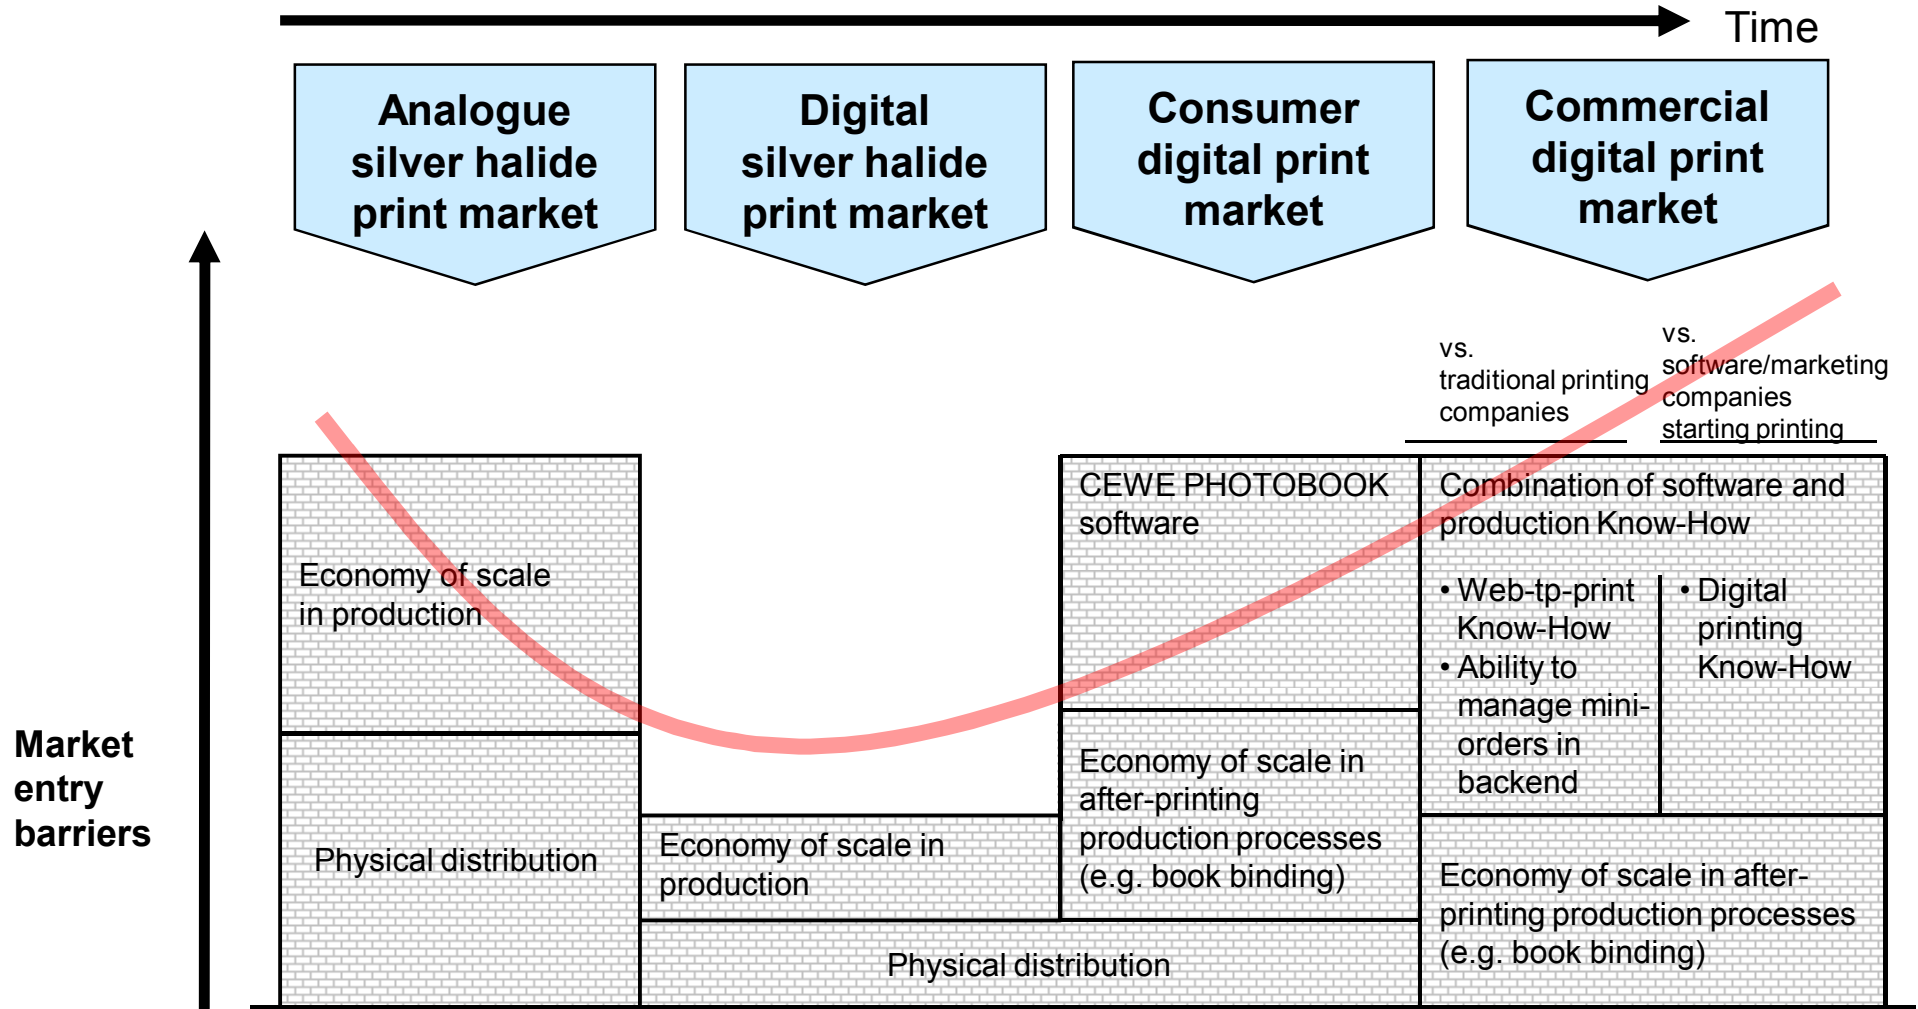 Time
Analogue
silver halide
print market
Digital
silver halide
print market
Consumer
digital print
market
Commercial
digital print
market
vs.
traditional printing
companies
vs.
software/marketing
companies
starting printing
Market
entry
barriers
Economy of scale
in production
Physical distribution
Economy of scale in
production
Physical distribution
CEWE PHOTOBOOK
software
Economy of scale in
after-printing
production processes
(e.g. book binding)
Combination of software and
production Know-How
• Web-tp-print
Know-How
• Ability to
manage mini-
orders in
backend
• Digital
printing
Know-How
Economy of scale in after-
printing production processes
(e.g. book binding)